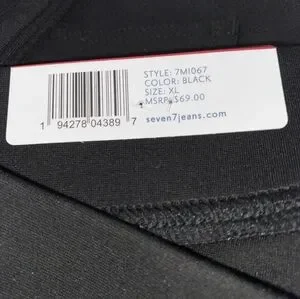 STYLE: 7MI067
COLOR: BLACK
SIZE: XL
MSRP: $69.00
seven7jeans.com
1 94278 04389 7